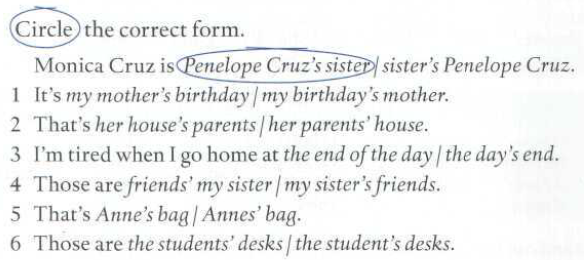 Circle the correct form.
Monica Cruz is Penelope Cruz's sister | sister's Penelope Cruz.
1 It's my mother's birthday | my birthday's mother.
2 That's her house's parents | her parents' house.
3 I'm tired when I go home at the end of the day | the day's end.
4 Those are friends' my sister | my sister's friends.
5 That's Anne's bag | Annes' bag.
6 Those are the students' desks | the student's desks.